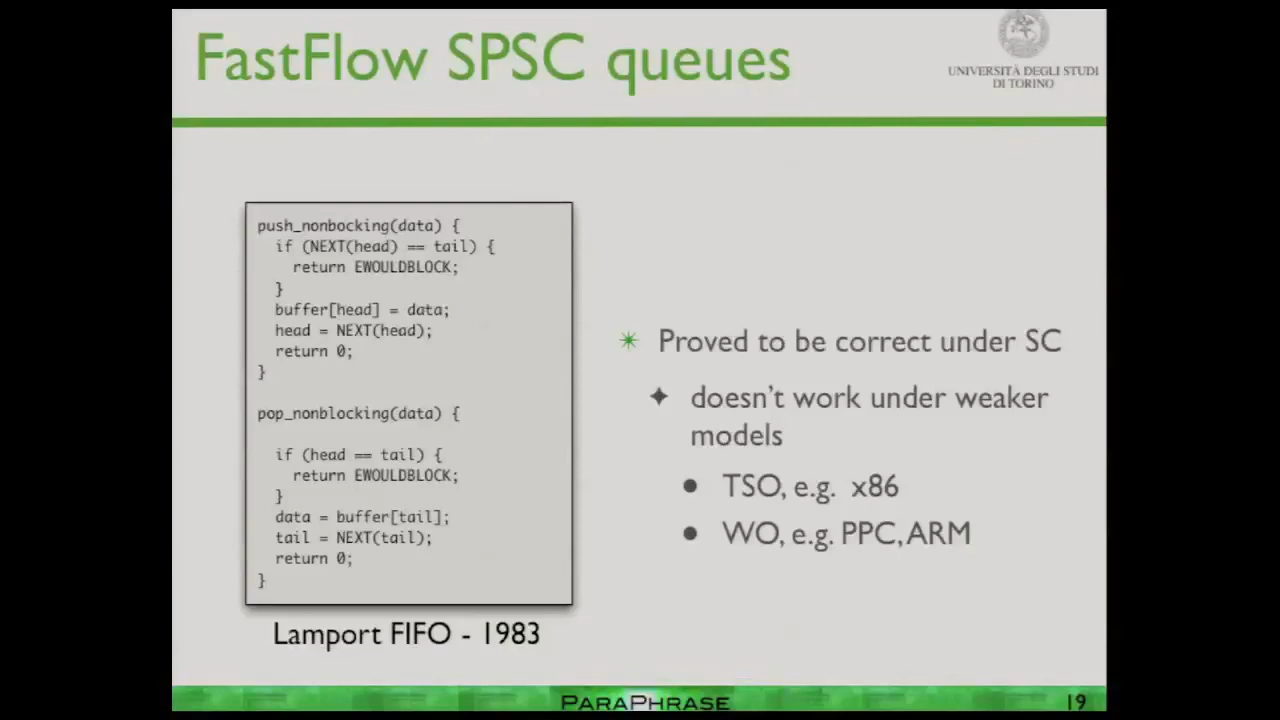 FastFlow SPSC queues
UNIVERSITÀ DEGLI STUDI
DI TORINO
push_nonbocking(data) {
if (NEXT(head) == tail) {
return EWOULDBLOCK;
}
buffer[head] = data;
head = NEXT(head);
return 0;
}
pop_nonblocking(data) {
if (head == tail) {
return EWOULDBLOCK;
}
data = buffer[tail];
tail = NEXT(tail);
return 0;
}
Lamport FIFO - 1983
Proved to be correct under SC
doesn't work under weaker
models
TSO, e.g. x86
WO, e.g. PPC, ARM
PARAPHRASE
19